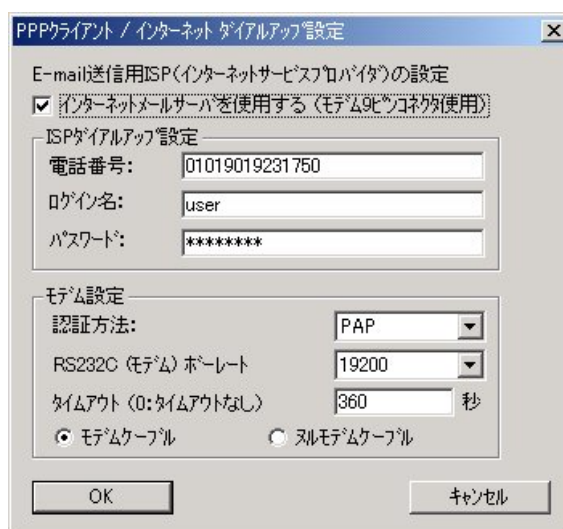 PPPｸﾗｲｱﾝﾄ / ｲﾝﾀｰﾈｯﾄ ﾀﾞｲｱﾙｱｯﾌﾟ設定
E-mail送信用ISP(ｲﾝﾀｰﾈｯﾄｻｰﾋﾞｽﾌﾟﾛﾊﾞｲﾀﾞ)の設定
ｲﾝﾀｰﾈｯﾄﾒｰﾙｻｰﾊﾞを使用する (ﾓﾃﾞﾑ9ﾋﾟﾝｺﾈｸﾀ使用)
ISPﾀﾞｲｱﾙｱｯﾌﾟ設定
電話番号: 01019019231750
ﾛｸﾞｲﾝ名: user
ﾊﾟｽﾜｰﾄﾞ: ********
ﾓﾃﾞﾑ設定
認証方法: PAP
RS232C (ﾓﾃﾞﾑ) ﾎﾞｰﾚｰﾄ 19200
ﾀｲﾑｱｳﾄ (0:ﾀｲﾑｱｳﾄなし) 360 秒
ﾓﾃﾞﾑｹｰﾌﾞﾙ ﾇﾙﾓﾃﾞﾑｹｰﾌﾞﾙ
OK ｷｬﾝｾﾙ